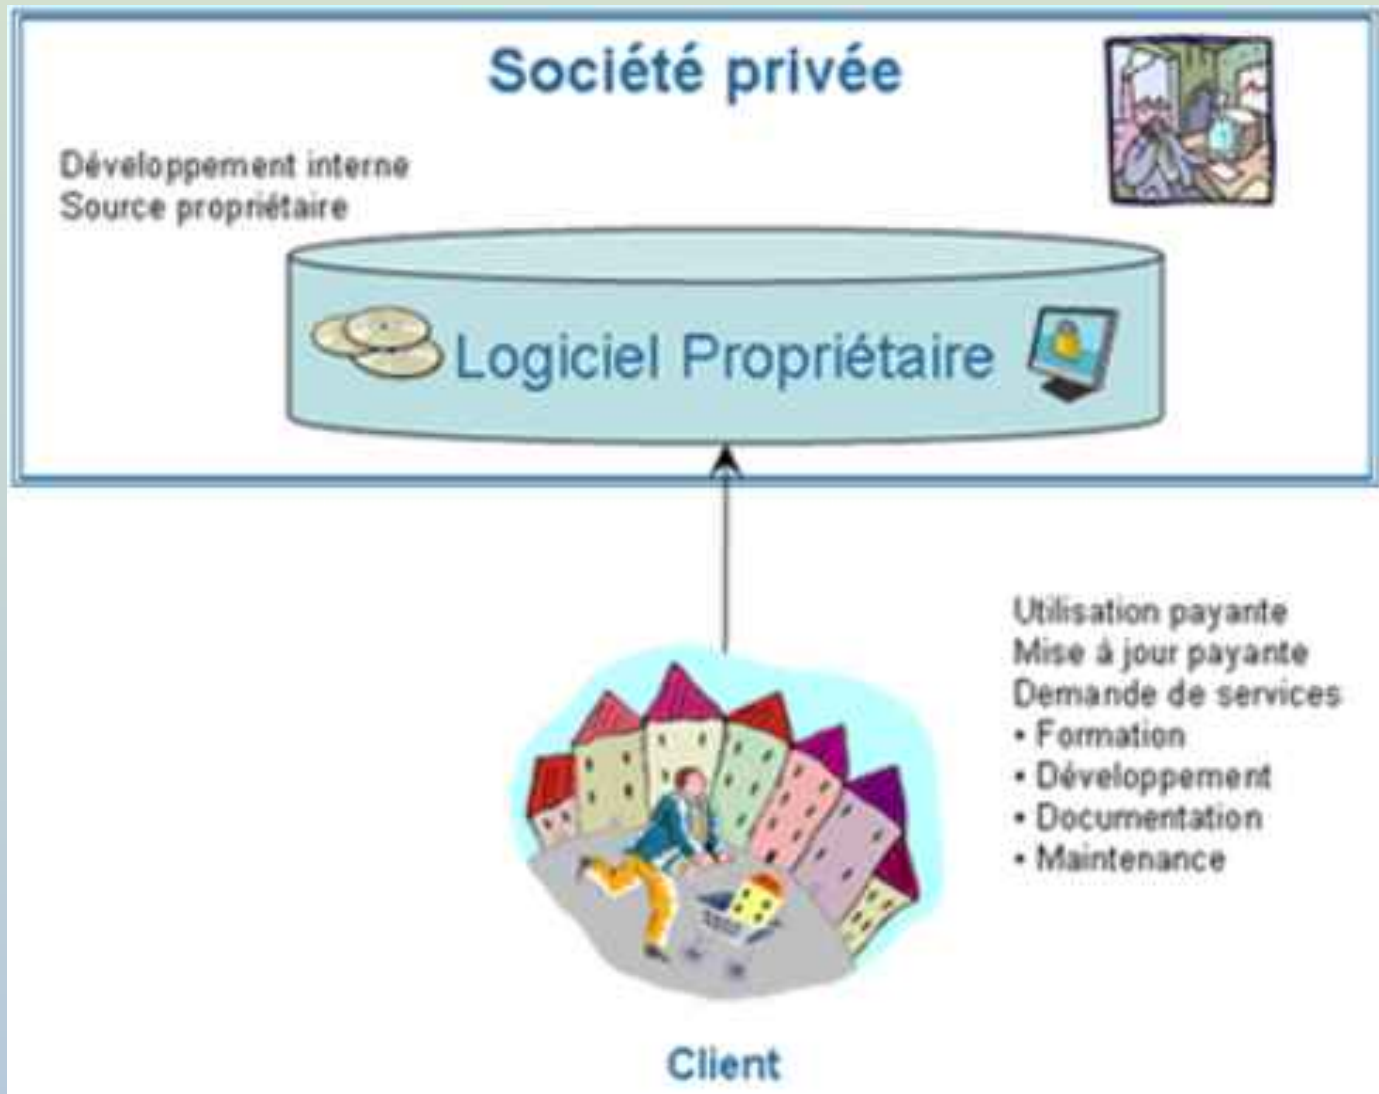 Société privée
Développement interne
Source propriétaire
Logiciel Propriétaire
Utilisation payante
Mise à jour payante
Demande de services
• Formation
• Développement
• Documentation
• Maintenance
Client